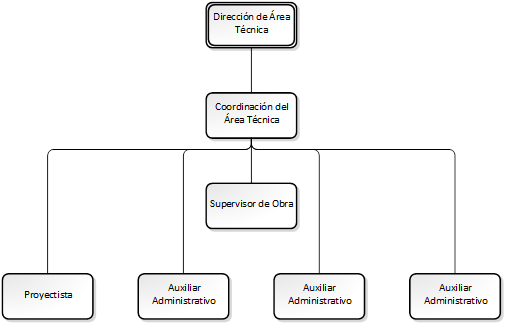 Dirección de Área
Técnica
Coordinación del
Área Técnica
Supervisor de Obra
Proyectista
Auxiliar
Administrativo
Auxiliar
Administrativo
Auxiliar
Administrativo